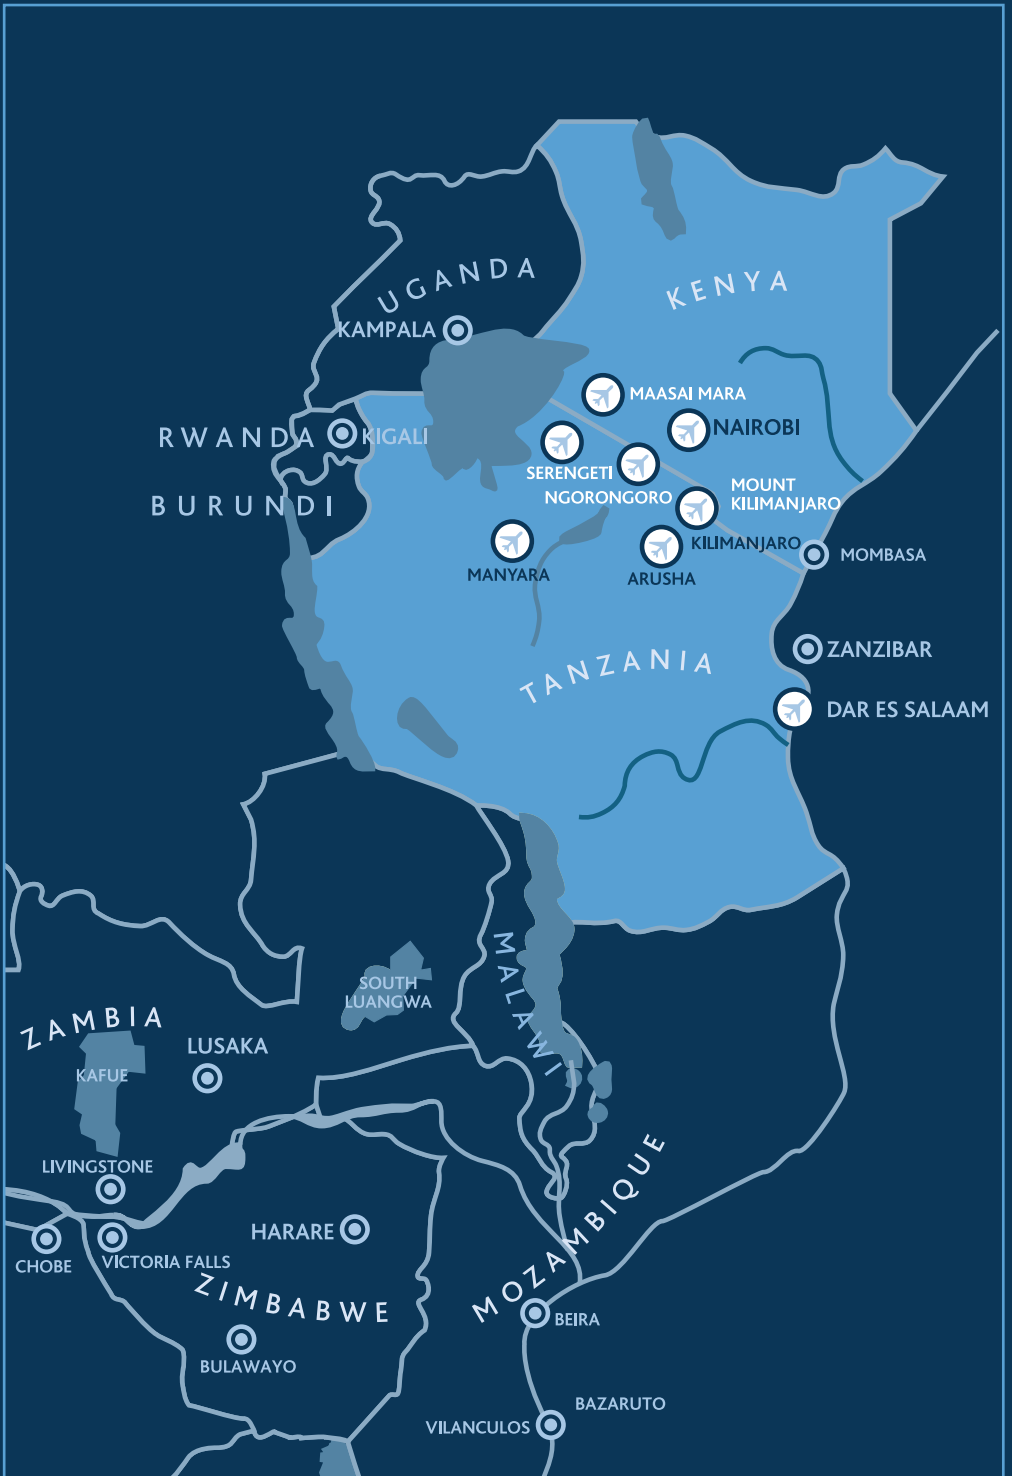 UGANDA
KENYA
KAMPALA
MAASAI MARA
NAIROBI
RWANDA
KIGALI
SERENGETI
NGORONGORO
MOUNT
KILIMANJARO
BURUNDI
KILIMANJARO
MOMBASA
MANYARA
ARUSHA
ZANZIBAR
TANZANIA
DAR ES SALAAM
MALAWI
SOUTH
LUANGWA
ZAMBIA
LUSAKA
KAFUE
LIVINGSTONE
MOZAMBIQUE
HARARE
CHOBE
VICTORIA FALLS
ZIMBABWE
BEIRA
BULAWAYO
BAZARUTO
VILANCULOS